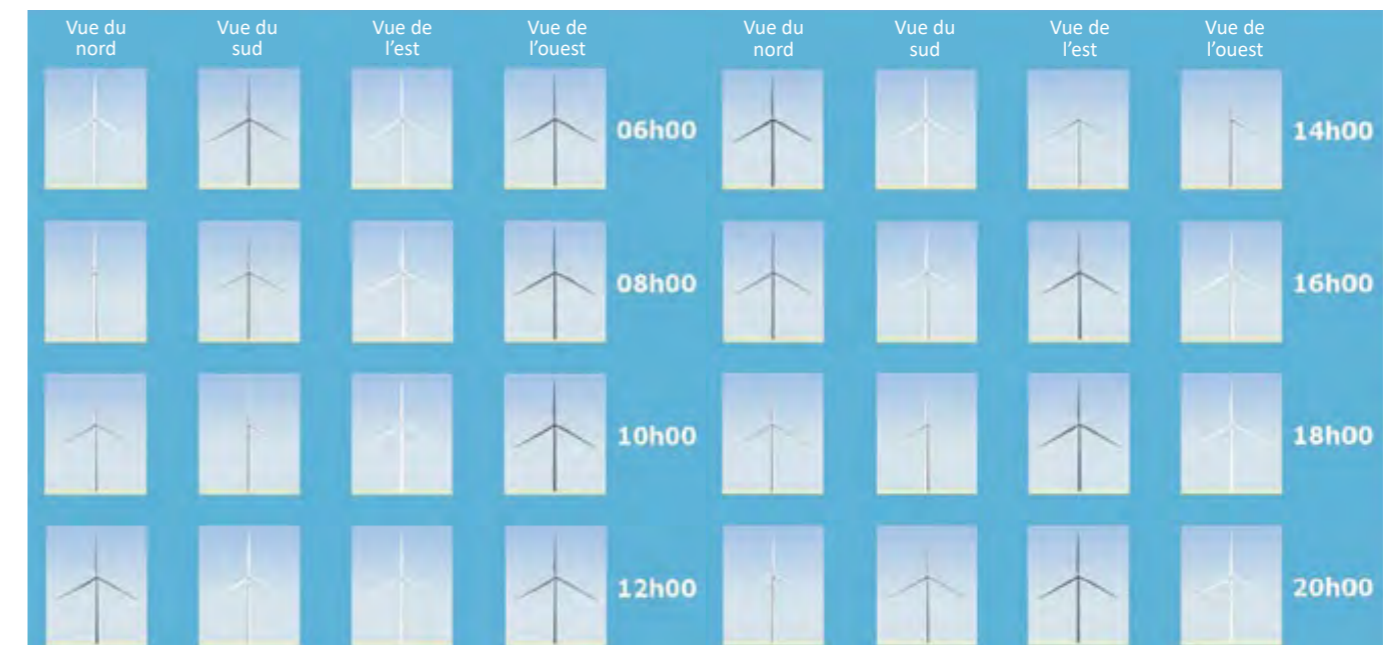 Vue du
nord
Vue du
sud
Vue de
l'est
Vue de
l'ouest
Vue du
nord
Vue du
sud
Vue de
l'est
Vue de
l'ouest
06h00
14h00
08h00
16h00
10h00
18h00
12h00
20h00